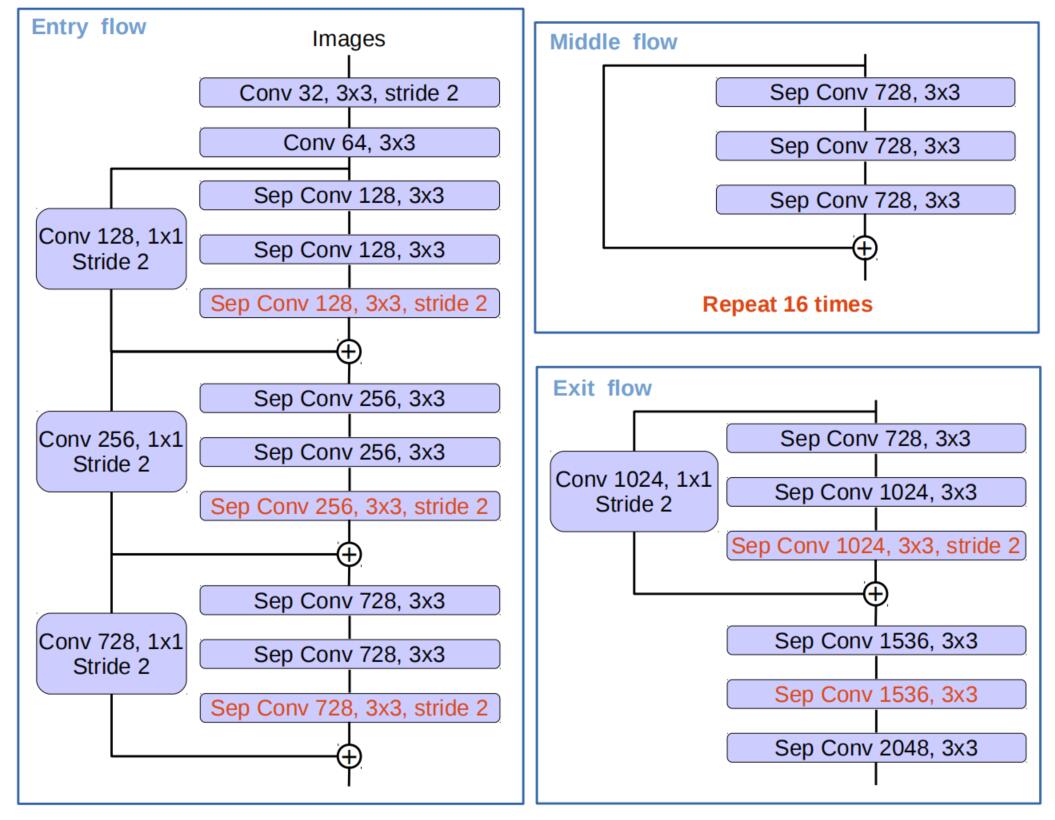 Entry flow
Images
Conv 32, 3x3, stride 2
Conv 64, 3x3
Sep Conv 128, 3x3
Conv 128, 1x1
Stride 2
Sep Conv 128, 3x3
Sep Conv 128, 3x3, stride 2
Sep Conv 256, 3x3
Conv 256, 1x1
Stride 2
Sep Conv 256, 3x3
Sep Conv 256, 3x3, stride 2
Sep Conv 728, 3x3
Conv 728, 1x1
Stride 2
Sep Conv 728, 3x3
Sep Conv 728, 3x3, stride 2
Middle flow
Sep Conv 728, 3x3
Sep Conv 728, 3x3
Sep Conv 728, 3x3
Repeat 16 times
Exit flow
Sep Conv 728, 3x3
Conv 1024, 1x1
Stride 2
Sep Conv 1024, 3x3
Sep Conv 1024, 3x3, stride 2
Sep Conv 1536, 3x3
Sep Conv 1536, 3x3
Sep Conv 2048, 3x3